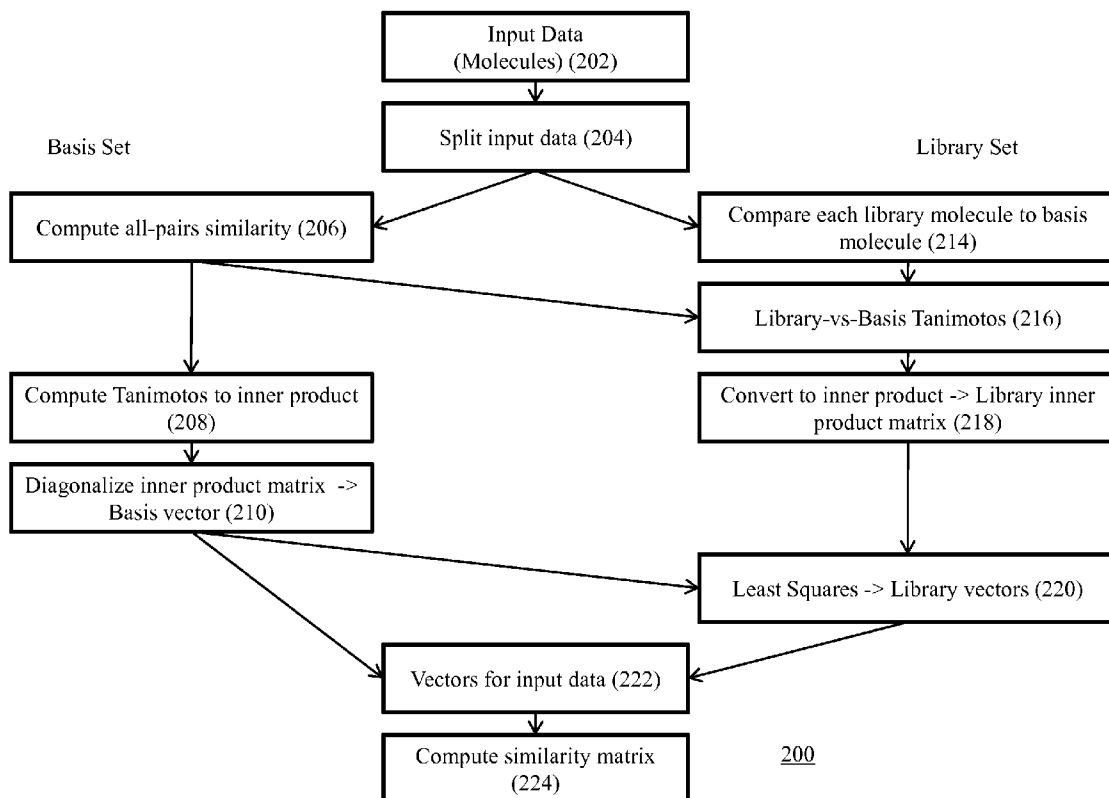 Input Data
(Molecules) (202)
Split input data (204)
Basis Set
Library Set
Compute all-pairs similarity (206)
Compare each library molecule to basis
molecule (214)
Library-vs-Basis Tanimotos (216)
Compute Tanimotos to inner product
(208)
Convert to inner product -> Library inner
product matrix (218)
Diagonalize inner product matrix -> 
Basis vector (210)
Least Squares -> Library vectors (220)
Vectors for input data (222)
Compute similarity matrix
(224)
200